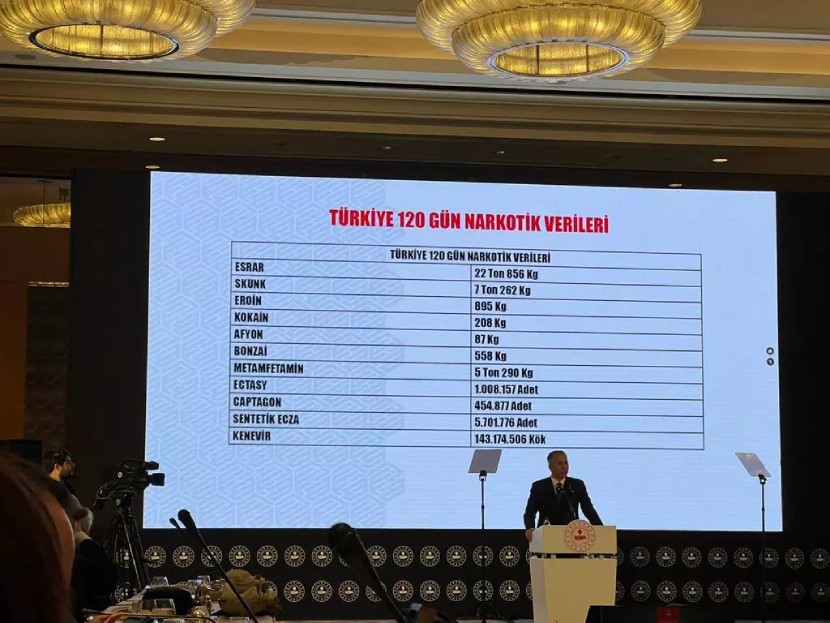 TÜRKİYE 120 GÜN NARKOTİK VERİLERİ
TÜRKİYE 120 GÜN NARKOTİK VERİLERİ
ESRAR 22 Ton 856 Kg
SKUNK 7 Ton 262 Kg
EROİN 895 Kg
KOKAİN 208 Kg
AFYON 87 Kg
BONZAİ 558 Kg
METAMFETAMİN 5 Ton 290 Kg
ECTASY 1.008.157 Adet
CAPTAGON 454.877 Adet
SENTETİK ECZA 5.701.776 Adet
KENEVİR 143.174.506 Kök